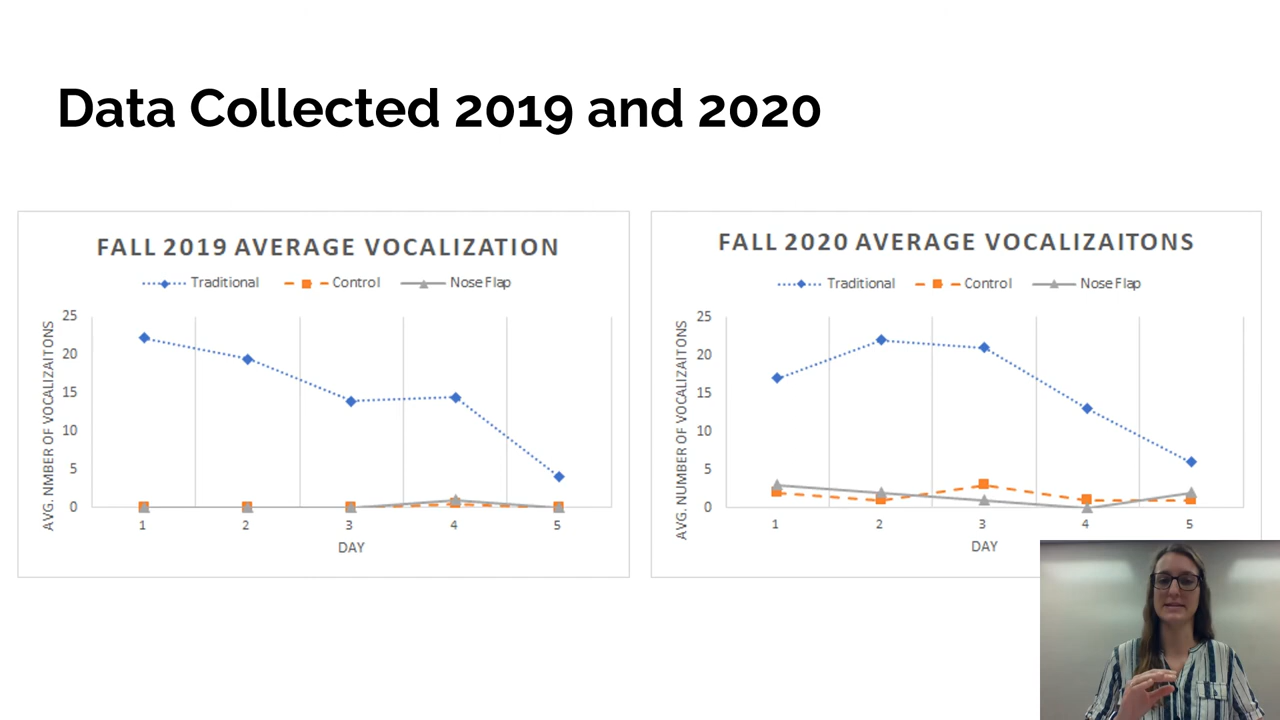 Data Collected 2019 and 2020
FALL 2019 AVERAGE VOCALIZATION
Traditional Control Nose Flap
AVG. NMBER OF VOCALIZAITONS
25
20
15
10
5
0
1 2 3 4 5
DAY
FALL 2020 AVERAGE VOCALIZAITONS
Traditional Control Nose Flap
AVG. NUMBER OF VOCALIZAITONS
25
20
15
10
5
0
1 2 3 4 5
DAY